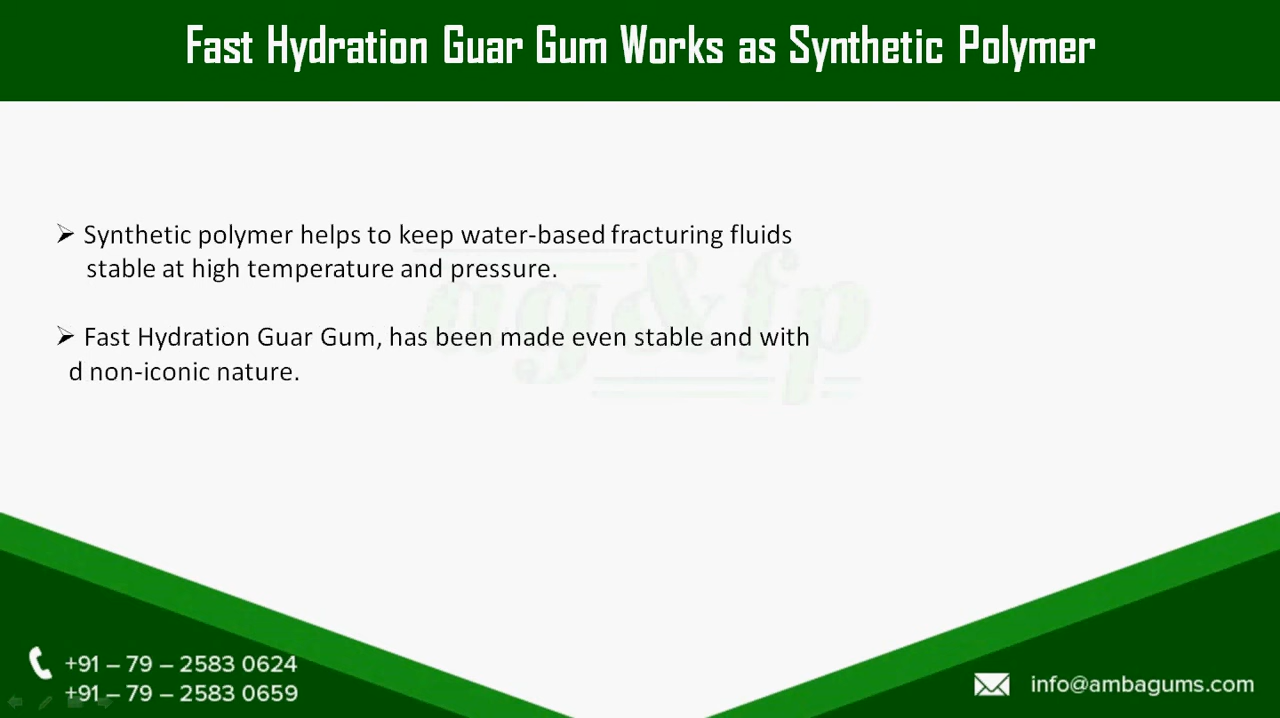 Fast Hydration Guar Gum Works as Synthetic Polymer
➢ Synthetic polymer helps to keep water-based fracturing fluids
stable at high temperature and pressure.
➢ Fast Hydration Guar Gum, has been made even stable and with
d non-iconic nature.
ag&fp
+91 – 79 – 2583 0624
+91 – 79 – 2583 0659
info@ambagums.com